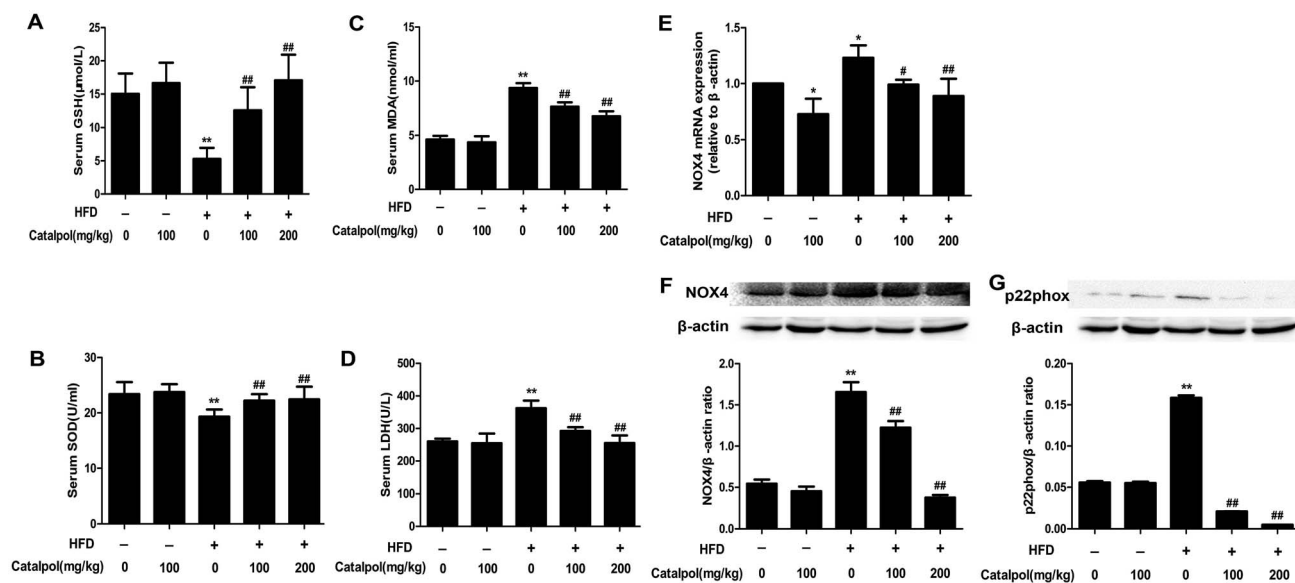 A
Serum GSH(μmol/L)
25
20
15
10
5
0
**
##
##
HFD – – + + +
Catalpol(mg/kg) 0 100 0 100 200
B
Serum SOD(U/ml)
30
20
10
0
**
##
##
HFD – – + + +
Catalpol(mg/kg) 0 100 0 100 200
C
Serum MDA(nmol/ml)
15
10
5
0
**
##
##
HFD – – + + +
Catalpol(mg/kg) 0 100 0 100 200
D
Serum LDH(U/L)
500
400
300
200
100
0
**
##
##
HFD – – + + +
Catalpol(mg/kg) 0 100 0 100 200
E
NOX4 mRNA expression
(relative to β -actin)
1.5
1.0
0.5
0.0
*
*
#
##
HFD – – + + +
Catalpol(mg/kg) 0 100 0 100 200
F
NOX4
β-actin
NOX4/β -actin ratio
2.0
1.5
1.0
0.5
0.0
**
##
##
HFD – – + + +
Catalpol(mg/kg) 0 100 0 100 200
G
p22phox
β-actin
p22phox/β -actin ratio
0.20
0.15
0.10
0.05
0.00
**
##
##
HFD – – + + +
Catalpol(mg/kg) 0 100 0 100 200